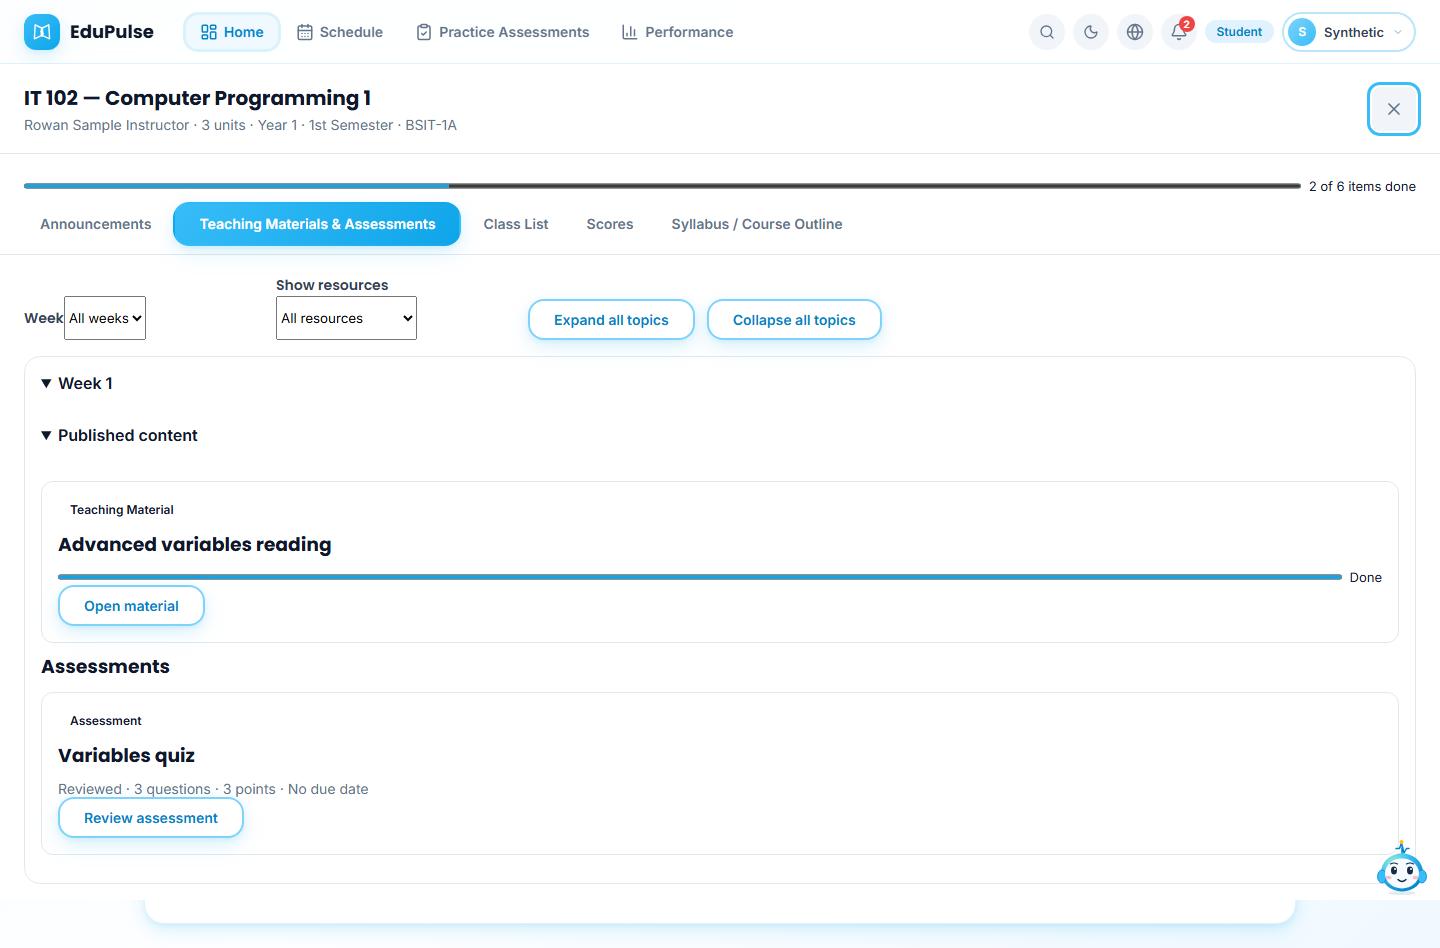 EduPulse
Home
Schedule
Practice Assessments
Performance
2
Student
S
Synthetic
IT 102 — Computer Programming 1
Rowan Sample Instructor · 3 units · Year 1 · 1st Semester · BSIT-1A
2 of 6 items done
Announcements
Teaching Materials & Assessments
Class List
Scores
Syllabus / Course Outline
Show resources
Week
All weeks
All resources
Expand all topics
Collapse all topics
Week 1
Published content
Teaching Material
Advanced variables reading
Done
Open material
Assessments
Assessment
Variables quiz
Reviewed · 3 questions · 3 points · No due date
Review assessment